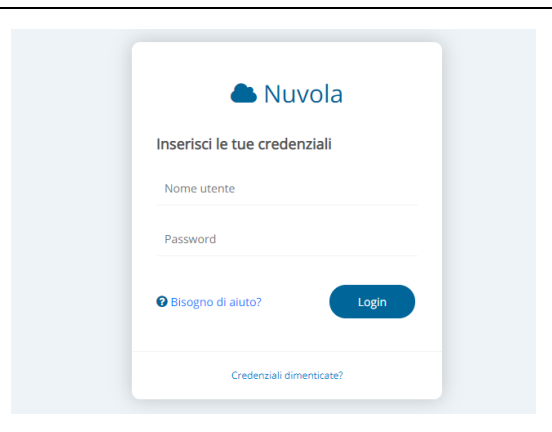 Nuvola
Inserisci le tue credenziali
Nome utente
Password
Bisogno di aiuto?
Login
Credenziali dimenticate?